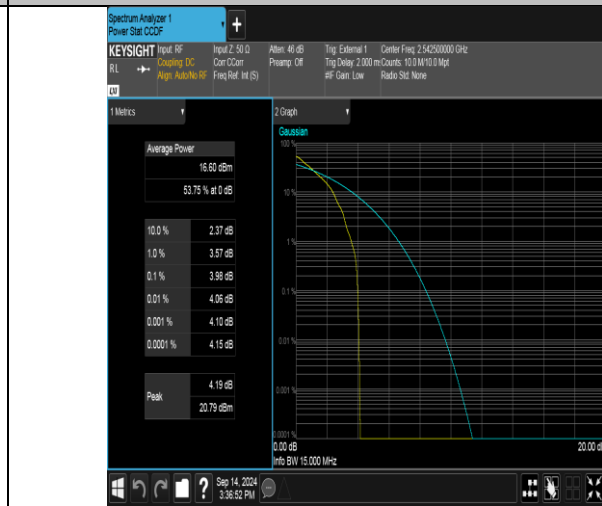 Spectrum Analyzer 1
Power Stat CCDF
+
KEYSIGHT
RL
LXI
Input: RF
Coupling: DC
Align: Auto/No RF
Input Z: 50 Ω
Corr CCorr
Freq Ref: Int (S)
Atten: 46 dB
Preamp: Off
Trig: External 1
Trig Delay: 2.000 m
#IF Gain: Low
Center Freq: 2.542500000 GHz
Counts: 10.0 M/10.0 Mpt
Radio Std: None
1 Metrics
Average Power
16.60 dBm
53.75 % at 0 dB
10.0 % 2.37 dB
1.0 % 3.57 dB
0.1 % 3.98 dB
0.01 % 4.06 dB
0.001 % 4.10 dB
0.0001 % 4.15 dB
Peak
4.19 dB
20.79 dBm
2 Graph
Gaussian
100 %
10 %
1 %
0.1 %
0.01 %
0.001 %
0.0001 %
0.00 dB 20.00 d
Info BW 15.000 MHz
?
Sep 14, 2024
3:36:52 PM